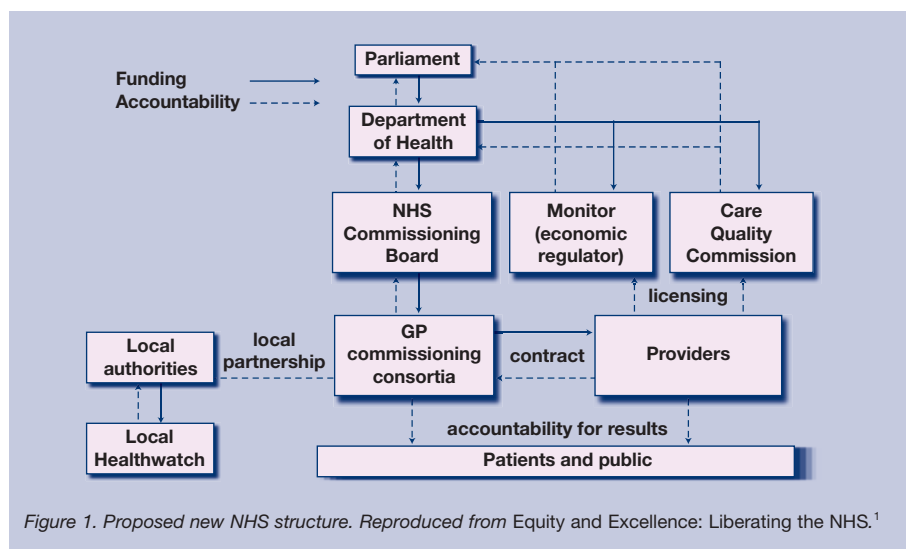 Parliament
Funding
Accountability
Department
of Health
NHS
Commissioning
Board
Monitor
(economic
regulator)
Care
Quality
Commission
licensing
GP
commissioning
consortia
contract
Providers
local
partnership
Local
authorities
Local
Healthwatch
accountability for results
Patients and public
Figure 1. Proposed new NHS structure. Reproduced from Equity and Excellence: Liberating the NHS.¹